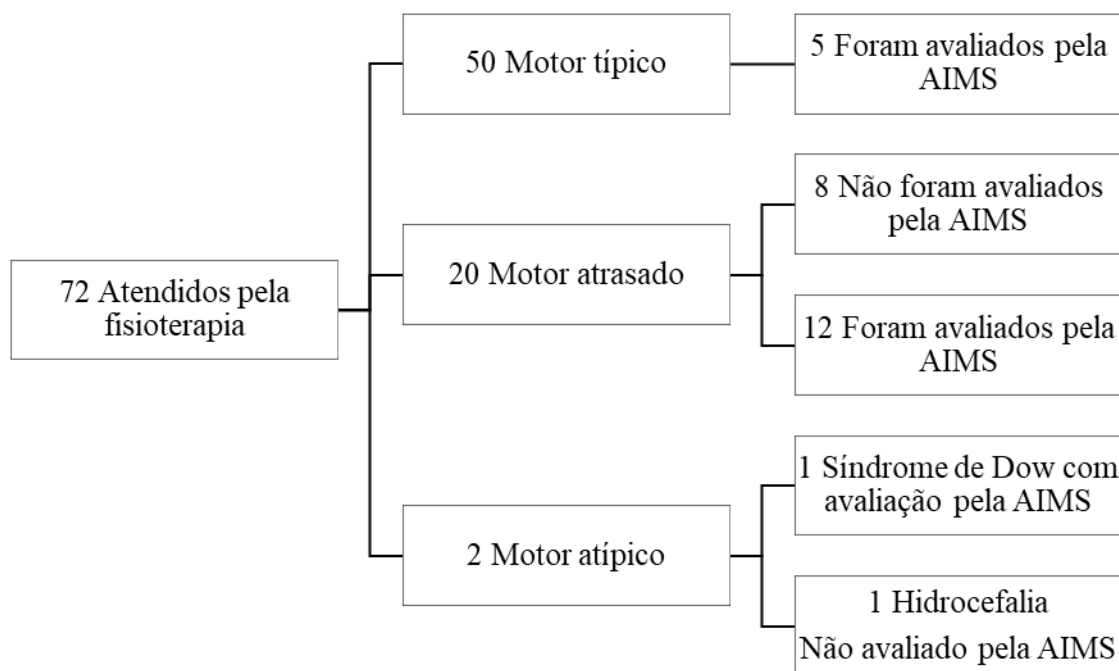 72 Atendidos pela
fisioterapia
50 Motor típico
5 Foram avaliados pela
AIMS
20 Motor atrasado
8 Não foram avaliados
pela AIMS
12 Foram avaliados pela
AIMS
2 Motor atípico
1 Síndrome de Dow com
avaliação pela AIMS
1 Hidrocefalia
Não avaliado pela AIMS